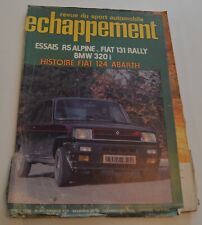 revue du sport automobile
echappement
ESSAIS R5 ALPINE . FIAT 131 RALLY
BMW 320 i
HISTOIRE FIAT 124 ABARTH